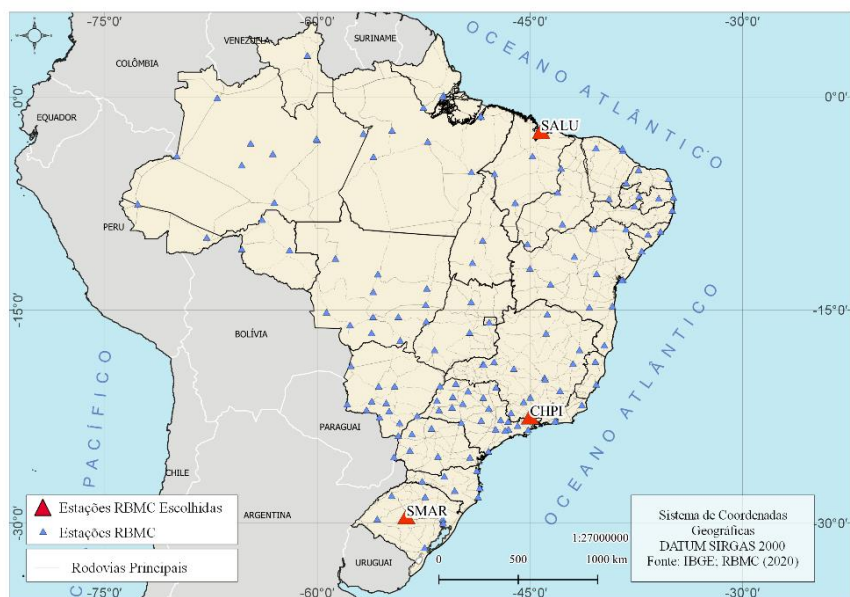 -75°0'
-60°0'
-45°0'
-30°0'
VENEZUELA
SURINAME
COLÔMBIA
OCEANO ATLÂNTICO
0°0'
0°0'
EQUADOR
SALU
PERU
-15°0'
-15°0'
BOLÍVIA
OCEANO ATLÂNTICO
PACÍFICO
CHPI
PARAGUAI
CHILE
SMAR
ARGENTINA
-30°0'
-30°0'
URUGUAI
Estações RBMC Escolhidas
Estações RBMC
Rodovias Principais
1:27000000
0
500
1000 km
Sistema de Coordenadas
Geográficas
DATUM SIRGAS 2000
Fonte: IBGE; RBMC (2020)
-75°0'
-60°0'
-45°0'
-30°0'